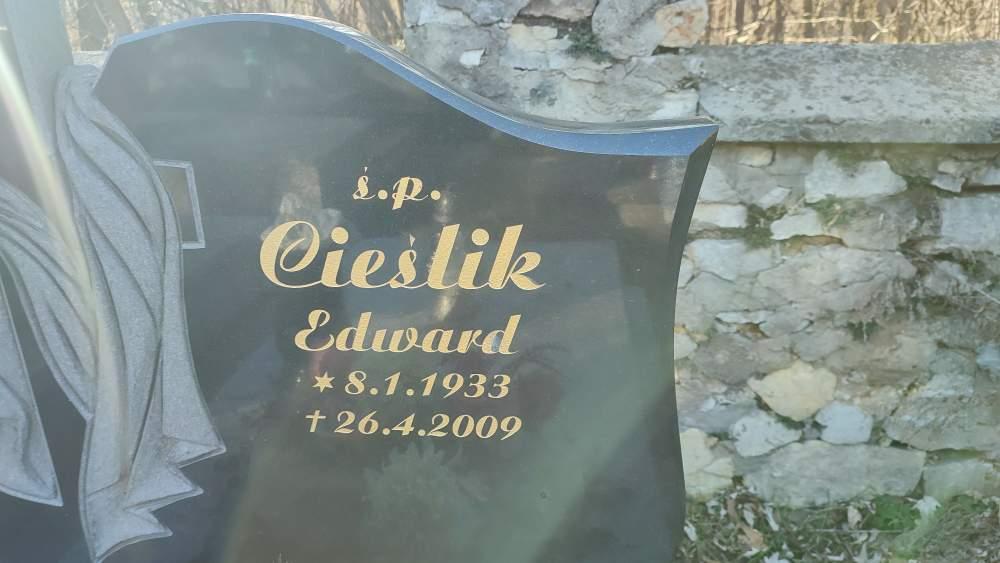 ś.p.
Cieślik
Edward
✶ 8.1.1933
† 26.4.2009